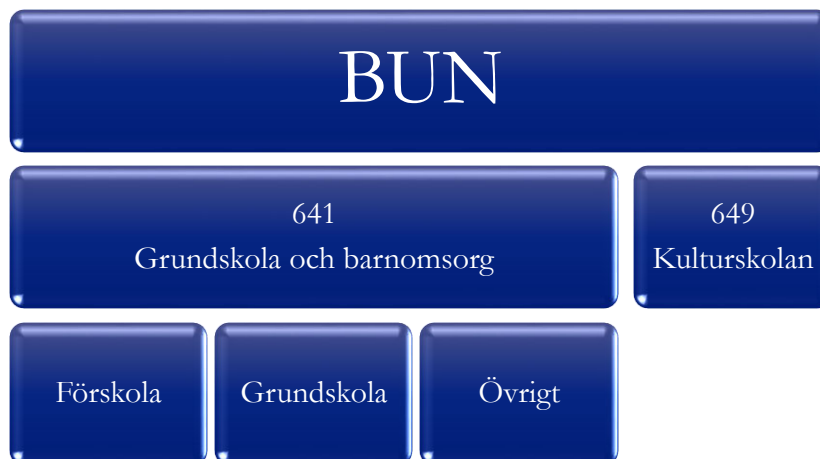 BUN
641
Grundskola och barnomsorg
649
Kulturskolan
Förskola
Grundskola
Övrigt